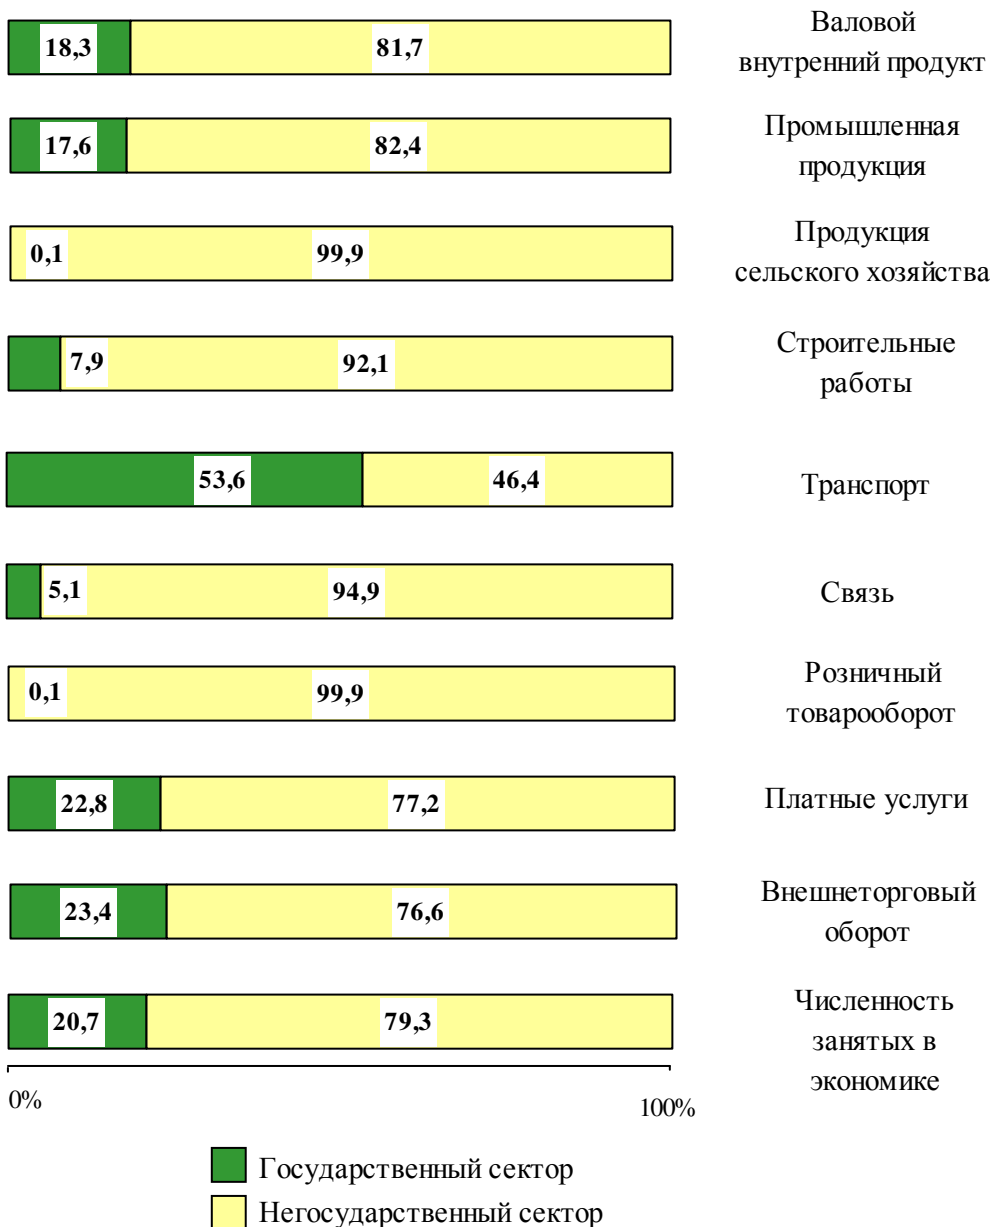 18,3 81,7 Валовой
внутренний продукт
17,6 82,4 Промышленная
продукция
0,1 99,9 Продукция
сельского хозяйства
7,9 92,1 Строительные
работы
53,6 46,4 Транспорт
5,1 94,9 Связь
0,1 99,9 Розничный
товарооборот
22,8 77,2 Платные услуги
23,4 76,6 Внешнеторговый
оборот
20,7 79,3 Численность
занятых в
экономике
0% 100%
Государственный сектор
Негосударственный сектор